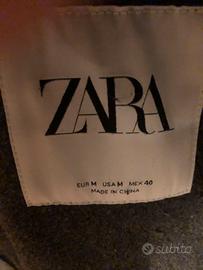 ZARA
EUR M USA M MEX 40
MADE IN CHINA
subito